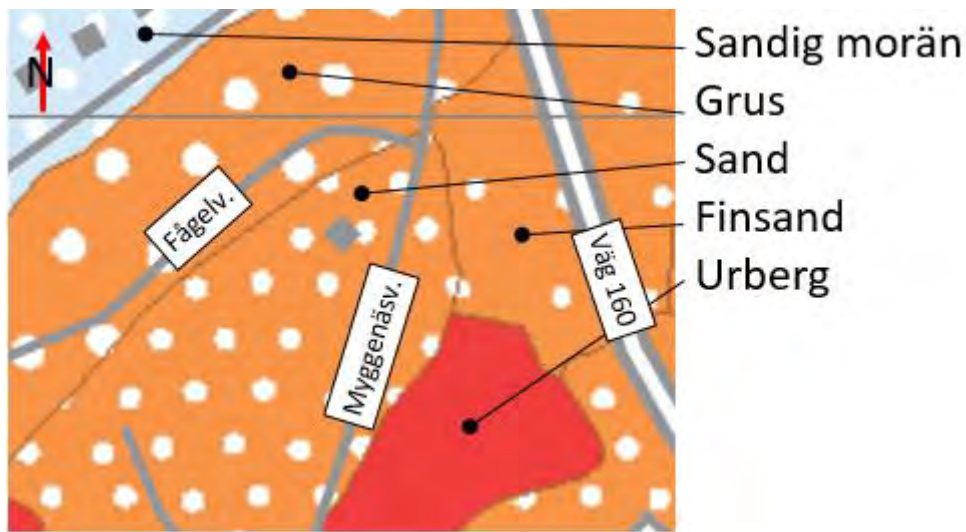 N
Sandig morän
Grus
Sand
Finsand
Urberg
Fågelv.
Myggenäsv.
Väg 160